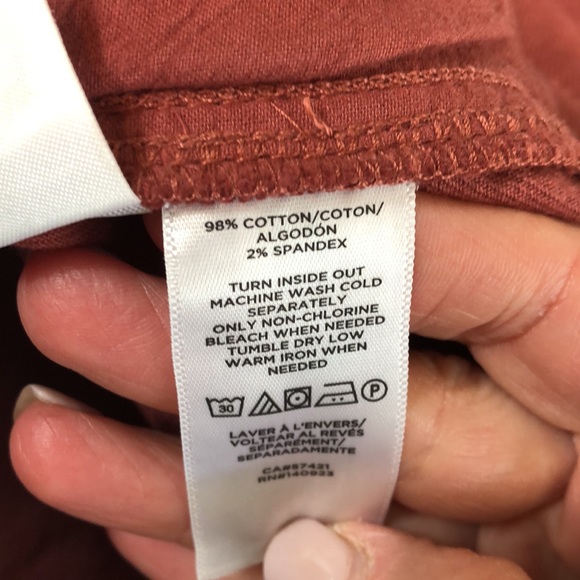 98% COTTON/COTON/
ALGODÓN
2% SPANDEX
TURN INSIDE OUT
MACHINE WASH COLD
SEPARATELY
ONLY NON-CHLORINE
BLEACH WHEN NEEDED
TUMBLE DRY LOW
WARM IRON WHEN
NEEDED
30 P
LAVER À L'ENVERS/
VOLTEAR AL REVÉS
SÉPARÉMENT/
SEPARADAMENTE
CA#57421
RN#140933